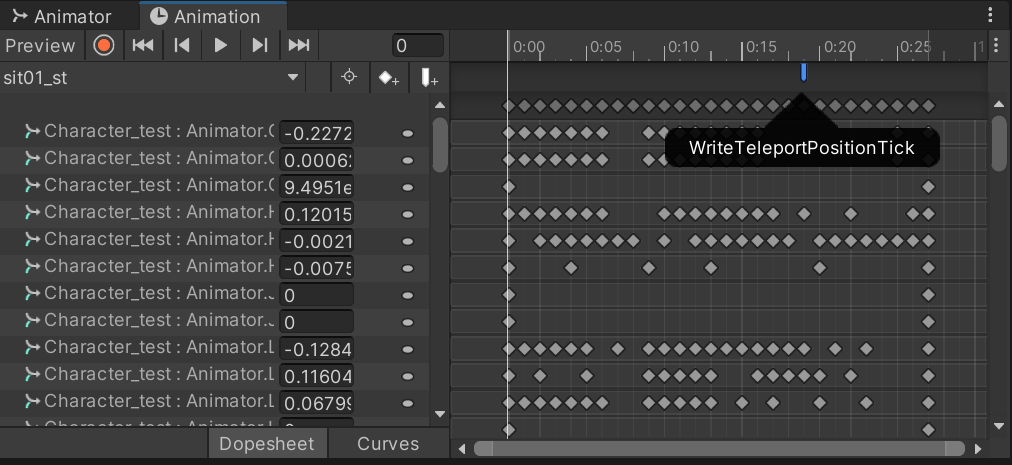 Animator Animation
Preview 0 0:00 0:05 0:10 0:15 0:20 0:25
sit01_st
Character_test : Animator. -0.2272
WriteTeleportPositionTick
Character_test : Animator. 0.0006
Character_test : Animator. 9.4951e
Character_test : Animator. 0.12015
Character_test : Animator. -0.0021
Character_test : Animator. -0.0075
Character_test : Animator. 0
Character_test : Animator. 0
Character_test : Animator. -0.1284
Character_test : Animator. 0.11604
Character_test : Animator. 0.0679
Dopesheet Curves